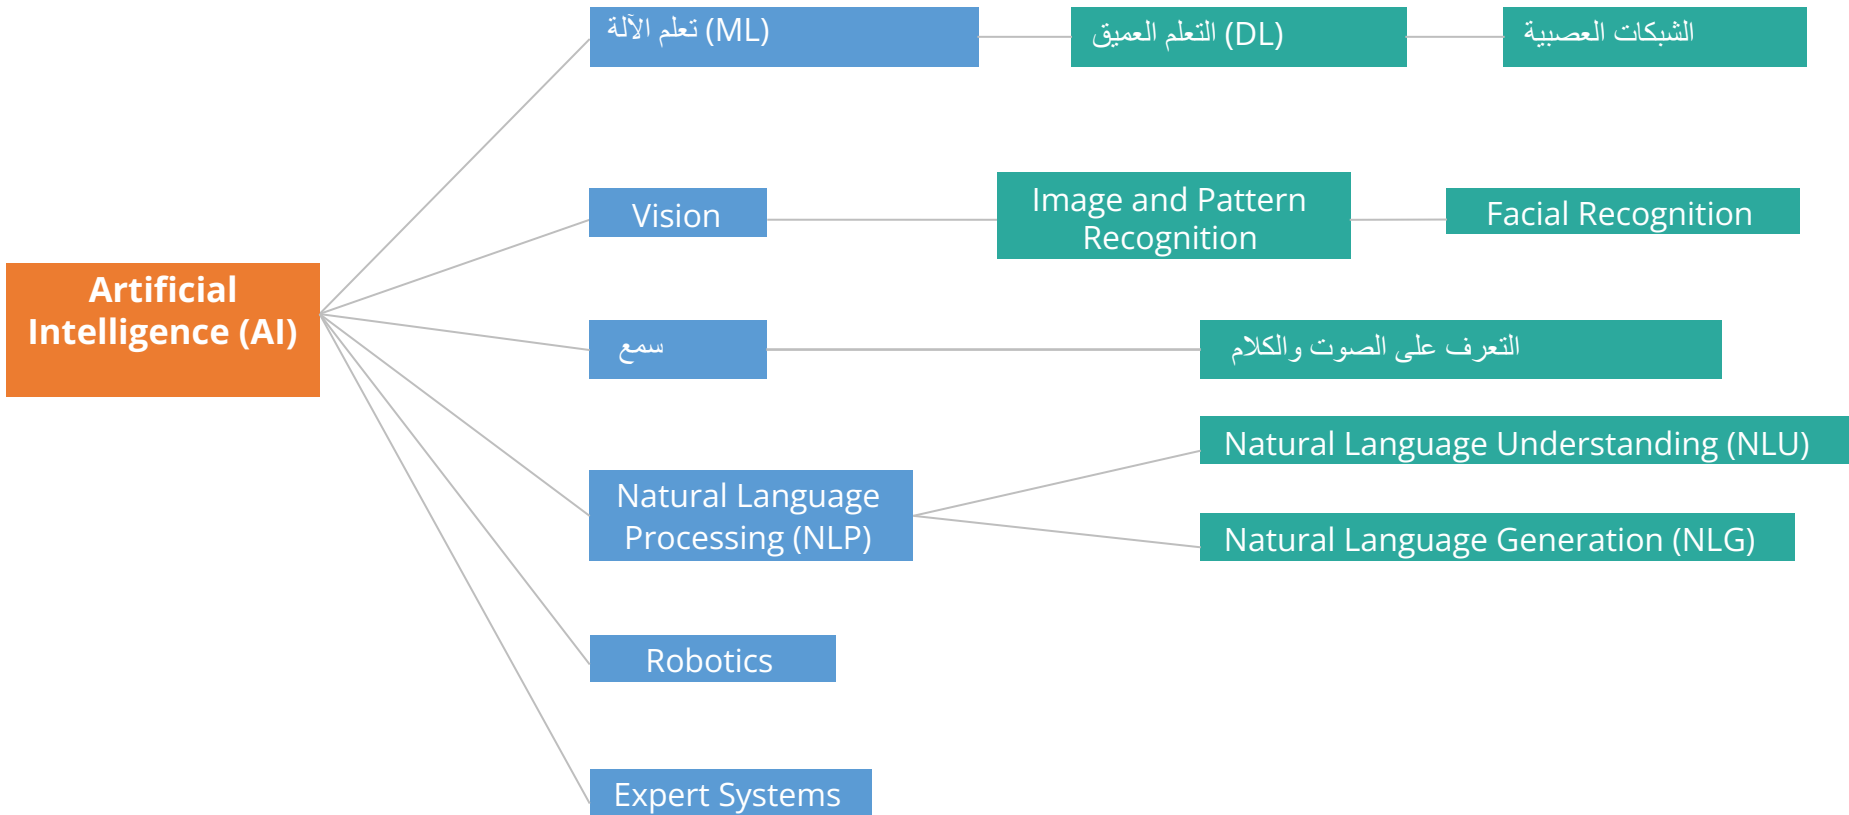 تعلم الآلة (ML)
التعلم العميق (DL)
الشبكات العصبية
Vision
Image and Pattern
Recognition
Facial Recognition
Artificial
Intelligence (AI)
سمع
التعرف على الصوت والكلام
Natural Language
Processing (NLP)
Natural Language Understanding (NLU)
Natural Language Generation (NLG)
Robotics
Expert Systems